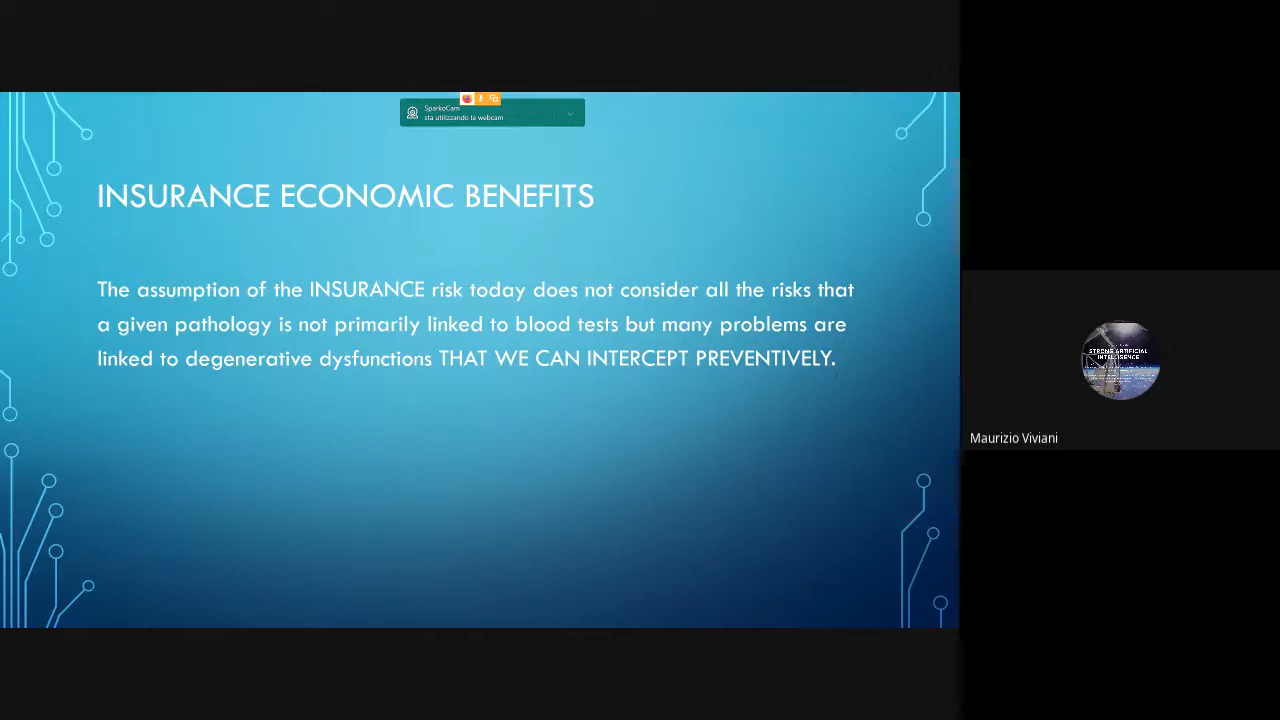 SparkoCam
sta utilizzando la webcam
INSURANCE ECONOMIC BENEFITS
The assumption of the INSURANCE risk today does not consider all the risks that
a given pathology is not primarily linked to blood tests but many problems are
linked to degenerative dysfunctions THAT WE CAN INTERCEPT PREVENTIVELY.
STRONG ARTIFICIAL
INTELLIGENCE
Maurizio Viviani